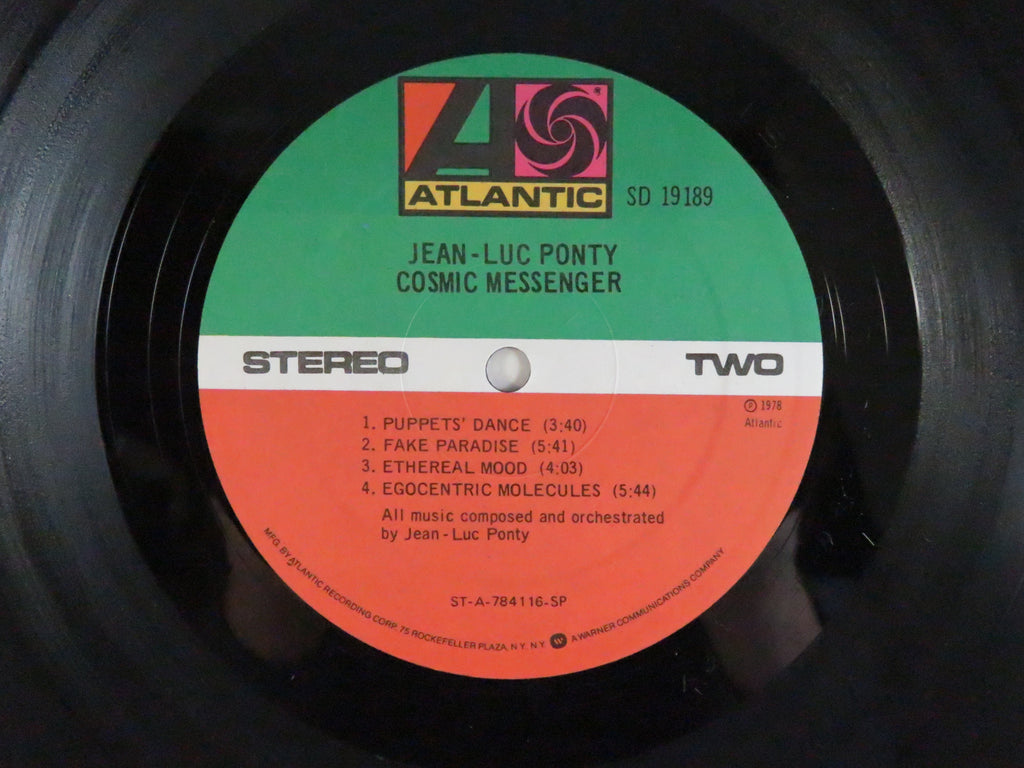 ATLANTIC
SD 19189
JEAN-LUC PONTY
COSMIC MESSENGER
STEREO
TWO
℗ 1978
Atlantic
1. PUPPETS' DANCE (3:40)
2. FAKE PARADISE (5:41)
3. ETHEREAL MOOD (4:03)
4. EGOCENTRIC MOLECULES (5:44)
All music composed and orchestrated
by Jean-Luc Ponty
ST-A-784116-SP
MFG. BY ATLANTIC RECORDING CORP. 75 ROCKEFELLER PLAZA, N.Y. N.Y. W A WARNER COMMUNICATIONS COMPANY